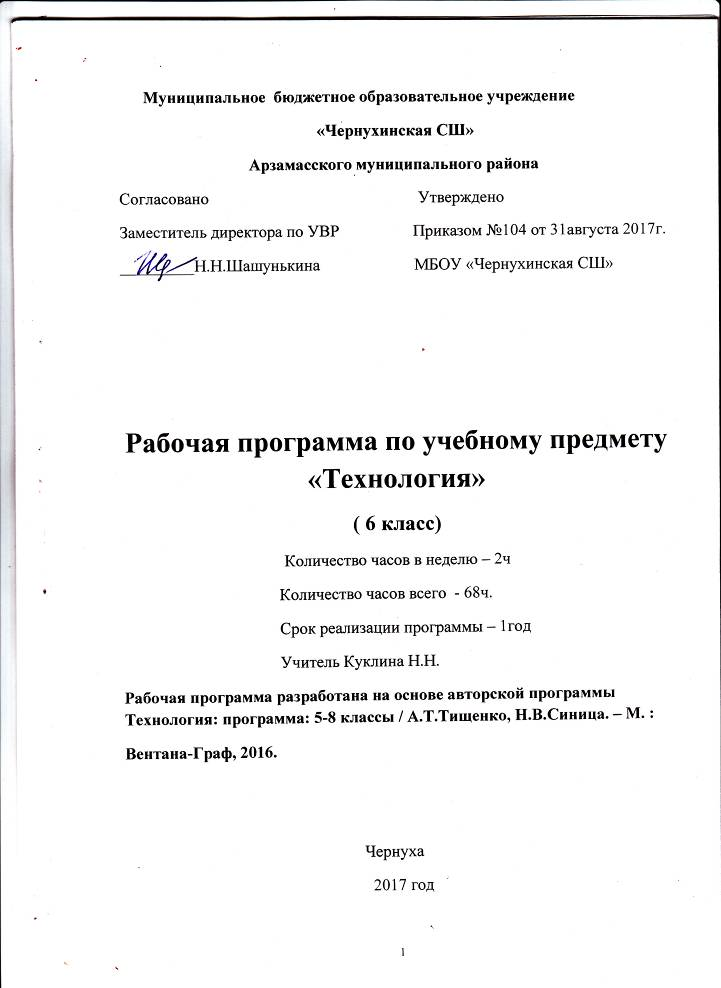 Муниципальное бюджетное образовательное учреждение
«Чернухинская СШ»
Арзамасского муниципального района
Согласовано Утверждено
Заместитель директора по УВР Приказом №104 от 31августа 2017г.
_________Н.Н.Шашунькина МБОУ «Чернухинская СШ»
Рабочая программа по учебному предмету
«Технология»
( 6 класс)
Количество часов в неделю – 2ч
Количество часов всего - 68ч.
Срок реализации программы – 1год
Учитель Куклина Н.Н.
Рабочая программа разработана на основе авторской программы
Технология: программа: 5-8 классы / А.Т.Тищенко, Н.В.Синица. – М. :
Вентана-Граф, 2016.
Чернуха
2017 год
1